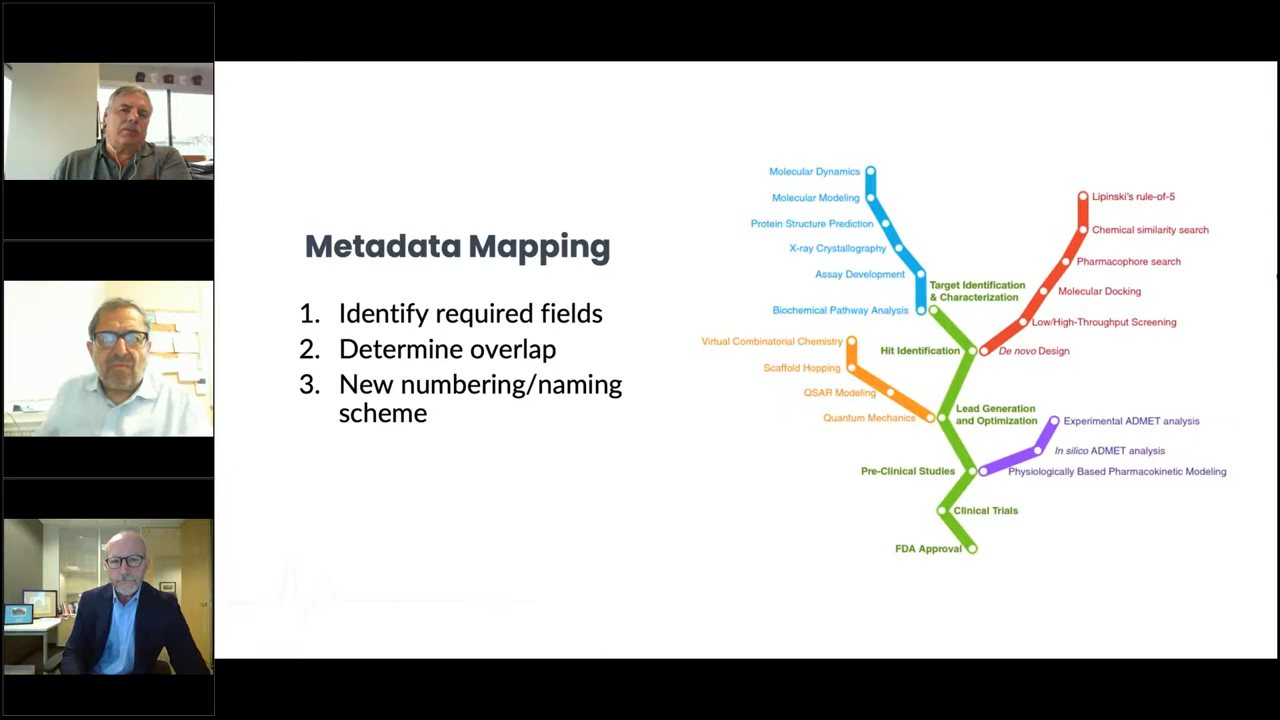 Metadata Mapping
1. Identify required fields
2. Determine overlap
3. New numbering/naming
scheme
Molecular Dynamics
Molecular Modeling
Protein Structure Prediction
X-ray Crystallography
Assay Development
Biochemical Pathway Analysis
Target Identification
& Characterization
Lipinski's rule-of-5
Chemical similarity search
Pharmacophore search
Molecular Docking
Low/High-Throughput Screening
De novo Design
Hit Identification
Virtual Combinatorial Chemistry
Scaffold Hopping
QSAR Modeling
Quantum Mechanics
Lead Generation
and Optimization
Experimental ADMET analysis
In silico ADMET analysis
Physiologically Based Pharmacokinetic Modeling
Pre-Clinical Studies
Clinical Trials
FDA Approval